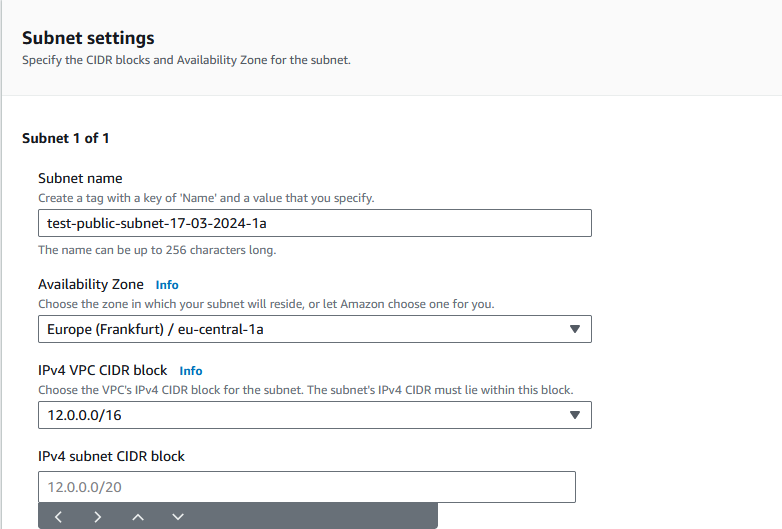 Subnet settings
Specify the CIDR blocks and Availability Zone for the subnet.
Subnet 1 of 1
Subnet name
Create a tag with a key of 'Name' and a value that you specify.
test-public-subnet-17-03-2024-1a
The name can be up to 256 characters long.
Availability Zone Info
Choose the zone in which your subnet will reside, or let Amazon choose one for you.
Europe (Frankfurt) / eu-central-1a
IPv4 VPC CIDR block Info
Choose the VPC's IPv4 CIDR block for the subnet. The subnet's IPv4 CIDR must lie within this block.
12.0.0.0/16
IPv4 subnet CIDR block
12.0.0.0/20